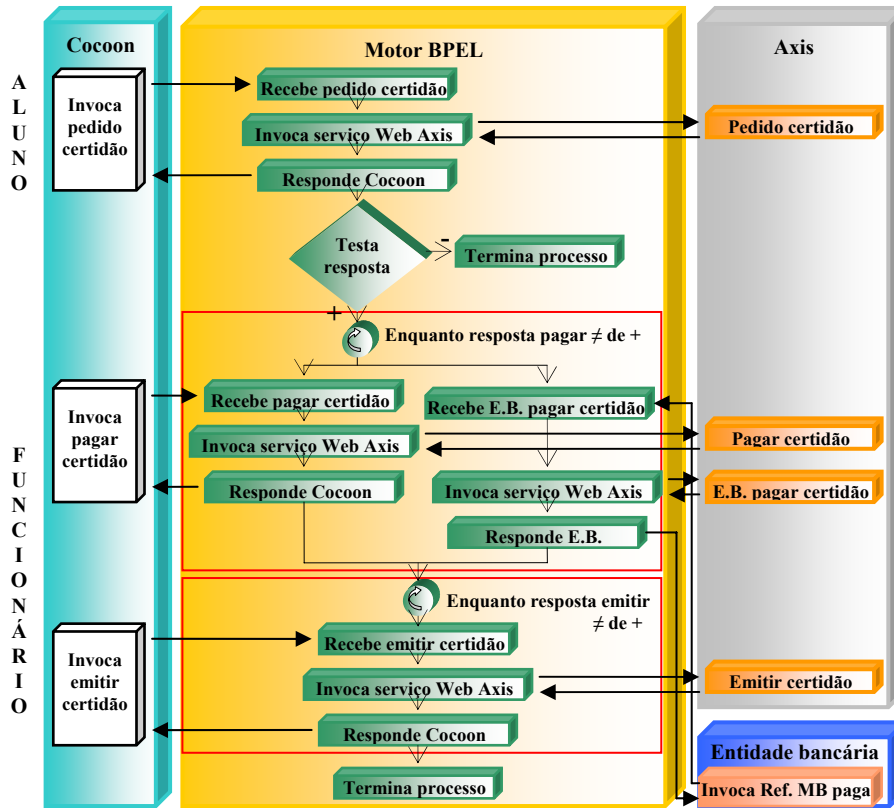 Cocoon
Motor BPEL
Axis
ALUNO
Invoca
pedido
certidão
Recebe pedido certidão
Invoca serviço Web Axis
Pedido certidão
Responde Cocoon
Testa
resposta
-
Termina processo
+
Enquanto resposta pagar ≠ de +
FUNCIONÁRIO
Invoca
pagar
certidão
Recebe pagar certidão
Recebe E.B. pagar certidão
Invoca serviço Web Axis
Pagar certidão
Responde Cocoon
Invoca serviço Web Axis
E.B. pagar certidão
Responde E.B.
Enquanto resposta emitir
≠ de +
Invoca
emitir
certidão
Recebe emitir certidão
Invoca serviço Web Axis
Emitir certidão
Responde Cocoon
Termina processo
Entidade bancária
Invoca Ref. MB paga